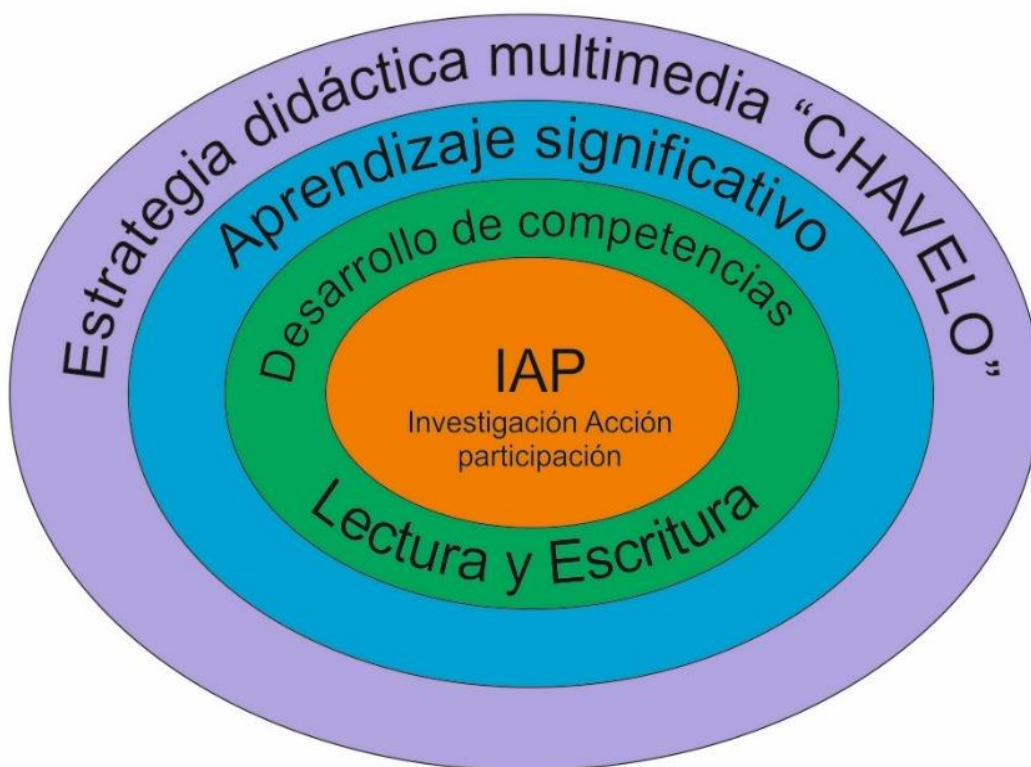 Estrategia didáctica multimedia “CHAVELO”
Aprendizaje significativo
Desarrollo de competencias
IAP
Investigación Acción
participación
Lectura y Escritura